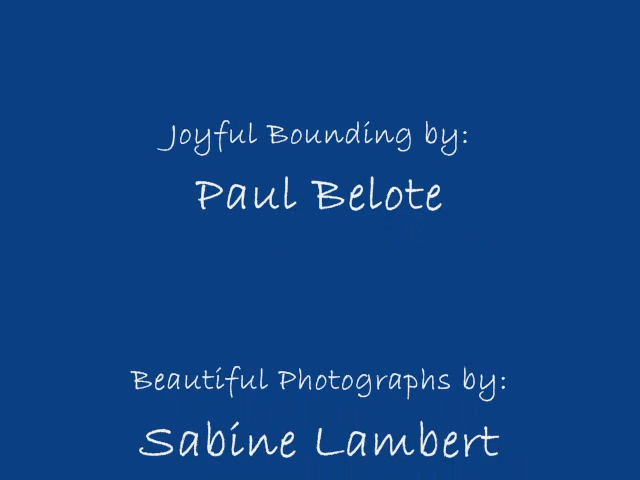 Joyful Bounding by:
Paul Belote
Beautiful Photographs by:
Sabine Lambert